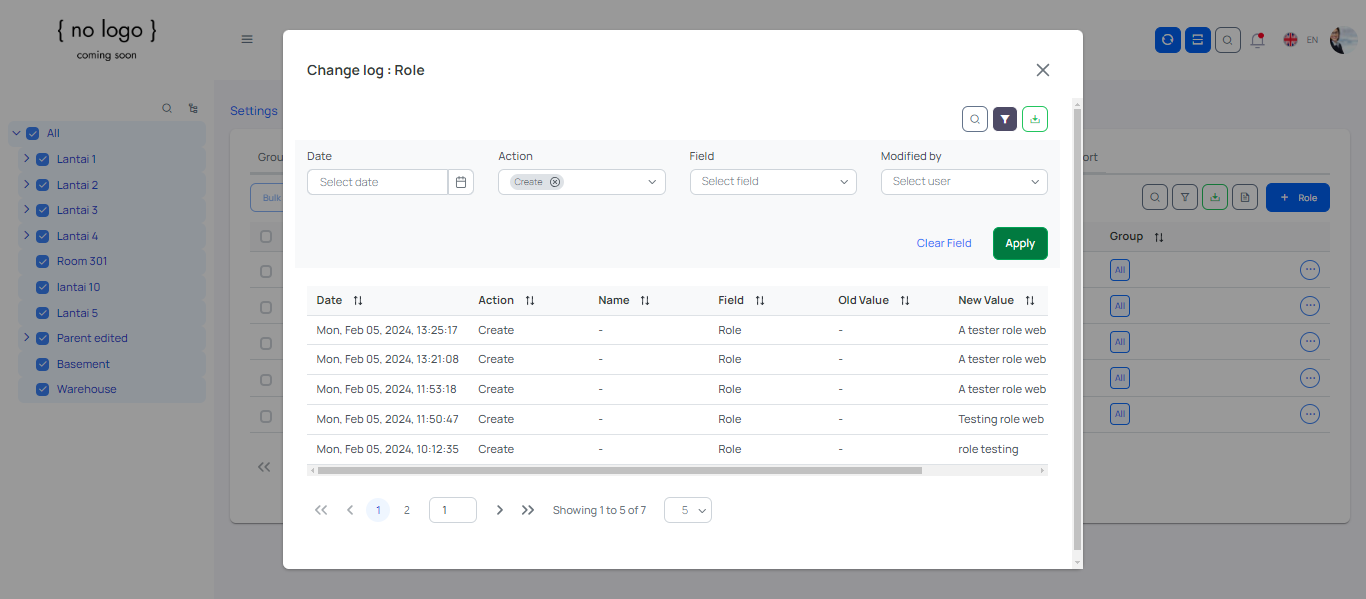 { no logo }
coming soon
EN
Change log : Role
Settings
All
Lantai 1
Lantai 2
Lantai 3
Lantai 4
Room 301
lantai 10
Lantai 5
Parent edited
Basement
Warehouse
Grou
ort
Bulk
+ Role
Group
All
All
All
All
All
Date
Action
Field
Modified by
Select date
Create
Select field
Select user
Clear Field
Apply
Date Action Name Field Old Value New Value
Mon, Feb 05, 2024, 13:25:17 Create - Role - A tester role web
Mon, Feb 05, 2024, 13:21:08 Create - Role - A tester role web
Mon, Feb 05, 2024, 11:53:18 Create - Role - A tester role web
Mon, Feb 05, 2024, 11:50:47 Create - Role - Testing role web
Mon, Feb 05, 2024, 10:12:35 Create - Role - role testing
1 2 1 Showing 1 to 5 of 7 5